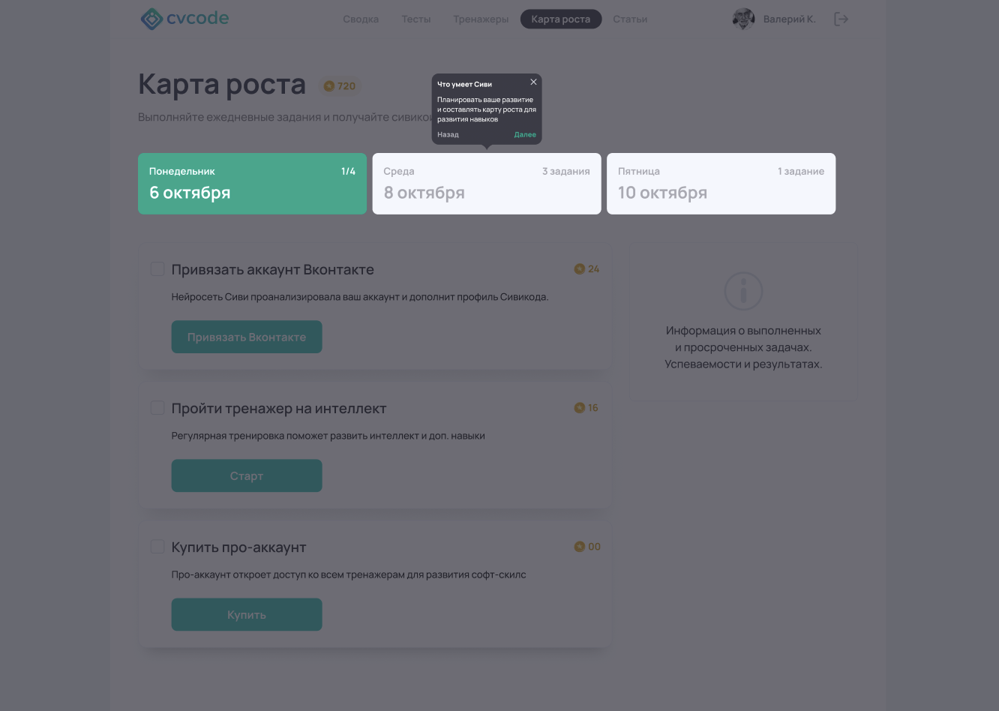 cvcode
Сводка
Тесты
Тренажеры
Карта роста
Статьи
Валерий К.
Карта роста
720
Выполняйте ежедневные задания и получайте
Что умеет Сиви
Планировать ваше развитие
и составлять карту роста для
развития навыков
Назад
Далее
Понедельник
1/4
6 октября
Среда
3 задания
8 октября
Пятница
1 задание
10 октября
Привязать аккаунт Вконтакте
24
Нейросеть Сиви проанализировала ваш аккаунт и дополнит профиль Сивикода.
Привязать Вконтакте
Информация о выполненных
и просроченных задачах.
Успеваемости и результатах.
Пройти тренажер на интеллект
16
Регулярная тренировка поможет развить интеллект и доп. навыки
Старт
Купить про-аккаунт
00
Про-аккаунт откроет доступ ко всем тренажерам для развития софт-скилс
Купить